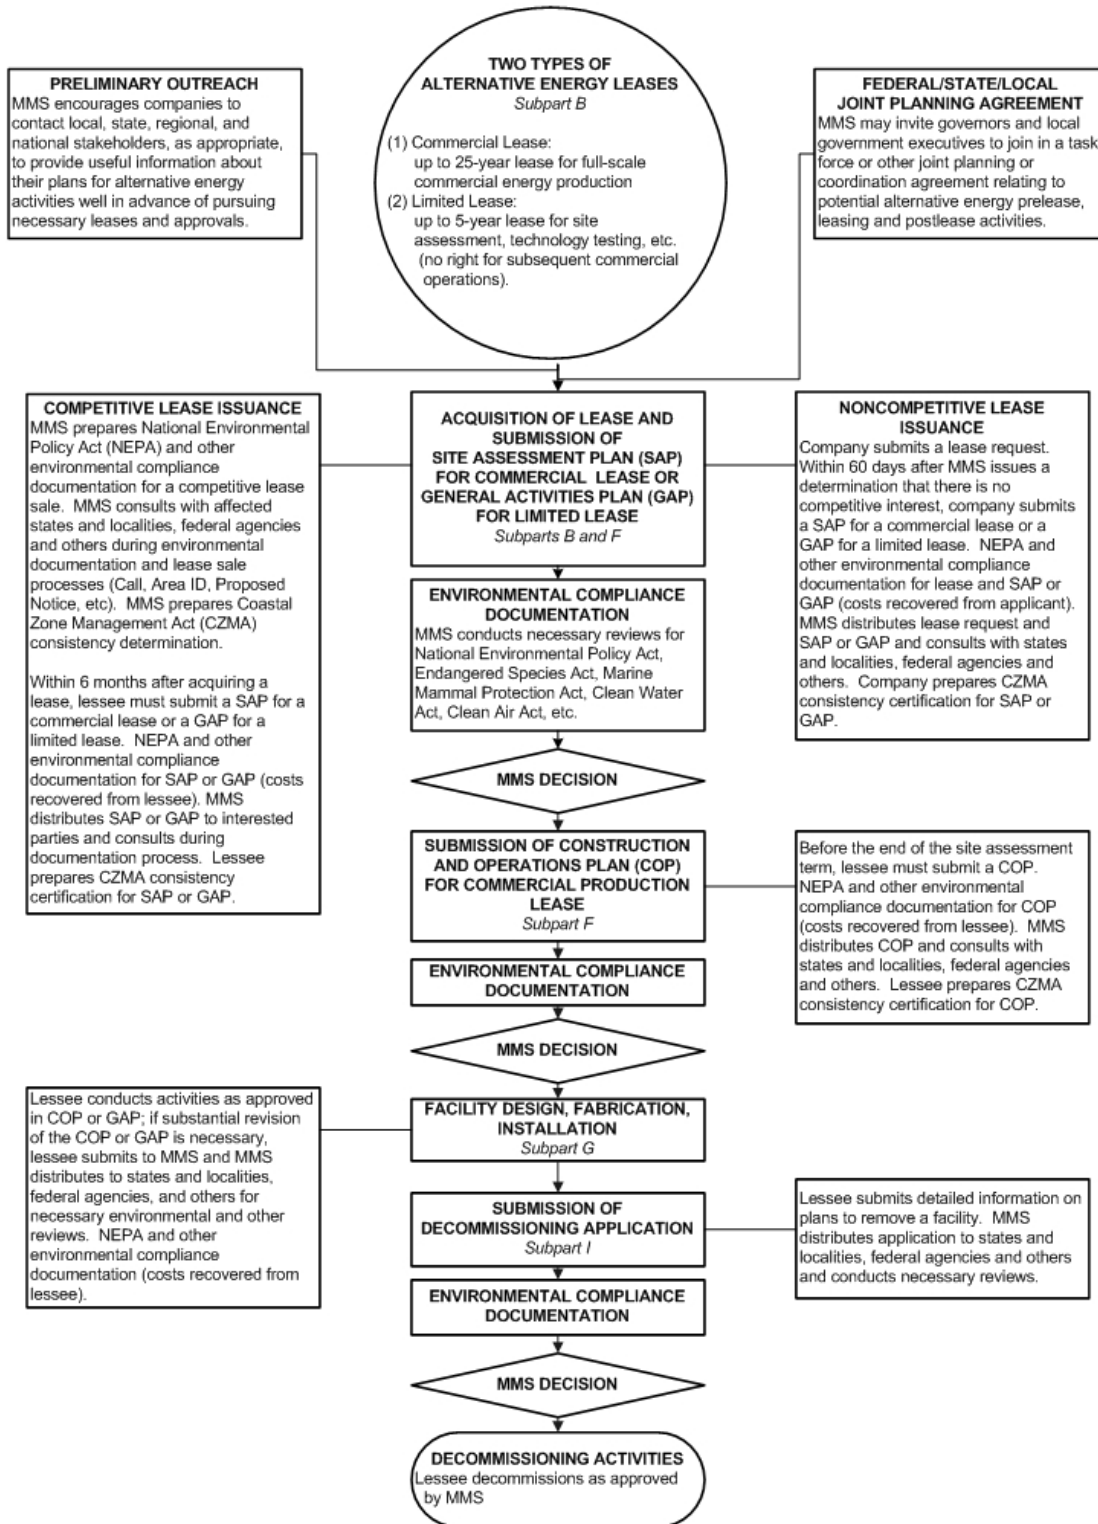 TWO TYPES OF
ALTERNATIVE ENERGY LEASES
Subpart B
(1) Commercial Lease:
up to 25-year lease for full-scale
commercial energy production
(2) Limited Lease:
up to 5-year lease for site
assessment, technology testing, etc.
(no right for subsequent commercial
operations).
PRELIMINARY OUTREACH
MMS encourages companies to
contact local, state, regional, and
national stakeholders, as appropriate,
to provide useful information about
their plans for alternative energy
activities well in advance of pursuing
necessary leases and approvals.
FEDERAL/STATE/LOCAL
JOINT PLANNING AGREEMENT
MMS may invite governors and local
government executives to join in a task
force or other joint planning or
coordination agreement relating to
potential alternative energy prelease,
leasing and postlease activities.
COMPETITIVE LEASE ISSUANCE
MMS prepares National Environmental
Policy Act (NEPA) and other
environmental compliance
documentation for a competitive lease
sale. MMS consults with affected
states and localities, federal agencies
and others during environmental
documentation and lease sale
processes (Call, Area ID, Proposed
Notice, etc). MMS prepares Coastal
Zone Management Act (CZMA)
consistency determination.
Within 6 months after acquiring a
lease, lessee must submit a SAP for a
commercial lease or a GAP for a
limited lease. NEPA and other
environmental compliance
documentation for SAP or GAP (costs
recovered from lessee). MMS
distributes SAP or GAP to interested
parties and consults during
documentation process. Lessee
prepares CZMA consistency
certification for SAP or GAP.
ACQUISITION OF LEASE AND
SUBMISSION OF
SITE ASSESSMENT PLAN (SAP)
FOR COMMERCIAL LEASE OR
GENERAL ACTIVITIES PLAN (GAP)
FOR LIMITED LEASE
Subparts B and F
NONCOMPETITIVE LEASE
ISSUANCE
Company submits a lease request.
Within 60 days after MMS issues a
determination that there is no
competitive interest, company submits
a SAP for a commercial lease or a
GAP for a limited lease. NEPA and
other environmental compliance
documentation for lease and SAP or
GAP (costs recovered from applicant).
MMS distributes lease request and
SAP or GAP and consults with states
and localities, federal agencies and
others. Company prepares CZMA
consistency certification for SAP or
GAP.
ENVIRONMENTAL COMPLIANCE
DOCUMENTATION
MMS conducts necessary reviews for
National Environmental Policy Act,
Endangered Species Act, Marine
Mammal Protection Act, Clean Water
Act, Clean Air Act, etc.
MMS DECISION
SUBMISSION OF CONSTRUCTION
AND OPERATIONS PLAN (COP)
FOR COMMERCIAL PRODUCTION
LEASE
Subpart F
Before the end of the site assessment
term, lessee must submit a COP.
NEPA and other environmental
compliance documentation for COP
(costs recovered from lessee). MMS
distributes COP and consults with
states and localities, federal agencies
and others. Lessee prepares CZMA
consistency certification for COP.
ENVIRONMENTAL COMPLIANCE
DOCUMENTATION
MMS DECISION
Lessee conducts activities as approved
in COP or GAP; if substantial revision
of the COP or GAP is necessary,
lessee submits to MMS and MMS
distributes to states and localities,
federal agencies, and others for
necessary environmental and other
reviews. NEPA and other
environmental compliance
documentation (costs recovered from
lessee).
FACILITY DESIGN, FABRICATION,
INSTALLATION
Subpart G
SUBMISSION OF
DECOMMISSIONING APPLICATION
Subpart I
Lessee submits detailed information on
plans to remove a facility. MMS
distributes application to states and
localities, federal agencies and others
and conducts necessary reviews.
ENVIRONMENTAL COMPLIANCE
DOCUMENTATION
MMS DECISION
DECOMMISSIONING ACTIVITIES
Lessee decommissions as approved
by MMS